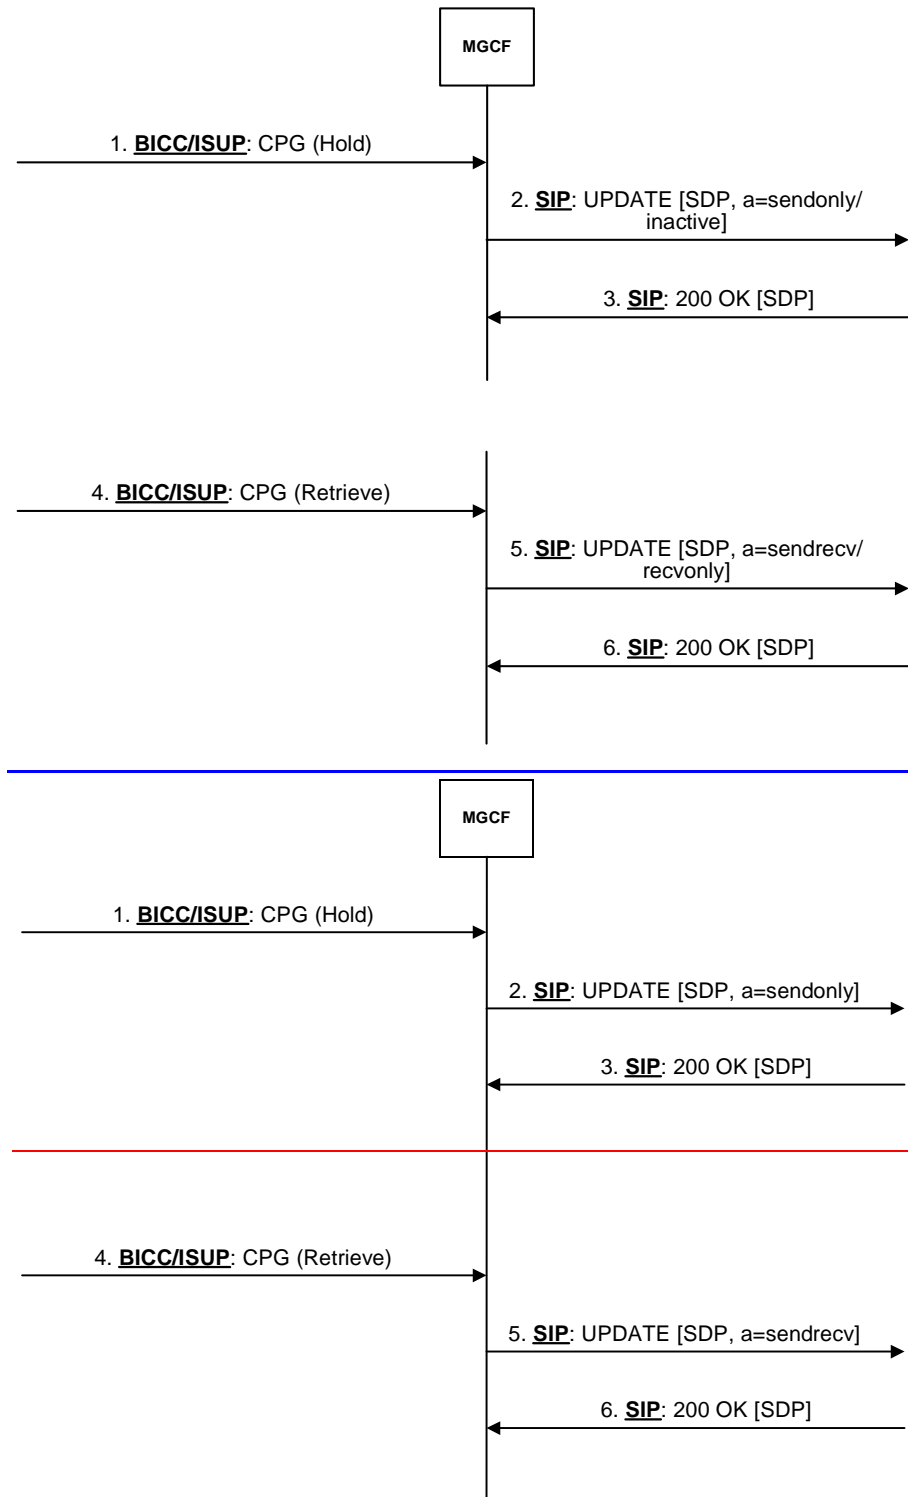 MGCF
1. BICC/ISUP: CPG (Hold)
2. SIP: UPDATE [SDP, a=sendonly/
inactive]
3. SIP: 200 OK [SDP]
4. BICC/ISUP: CPG (Retrieve)
5. SIP: UPDATE [SDP, a=sendrecv/
recvonly]
6. SIP: 200 OK [SDP]
MGCF
1. BICC/ISUP: CPG (Hold)
2. SIP: UPDATE [SDP, a=sendonly]
3. SIP: 200 OK [SDP]
4. BICC/ISUP: CPG (Retrieve)
5. SIP: UPDATE [SDP, a=sendrecv]
6. SIP: 200 OK [SDP]